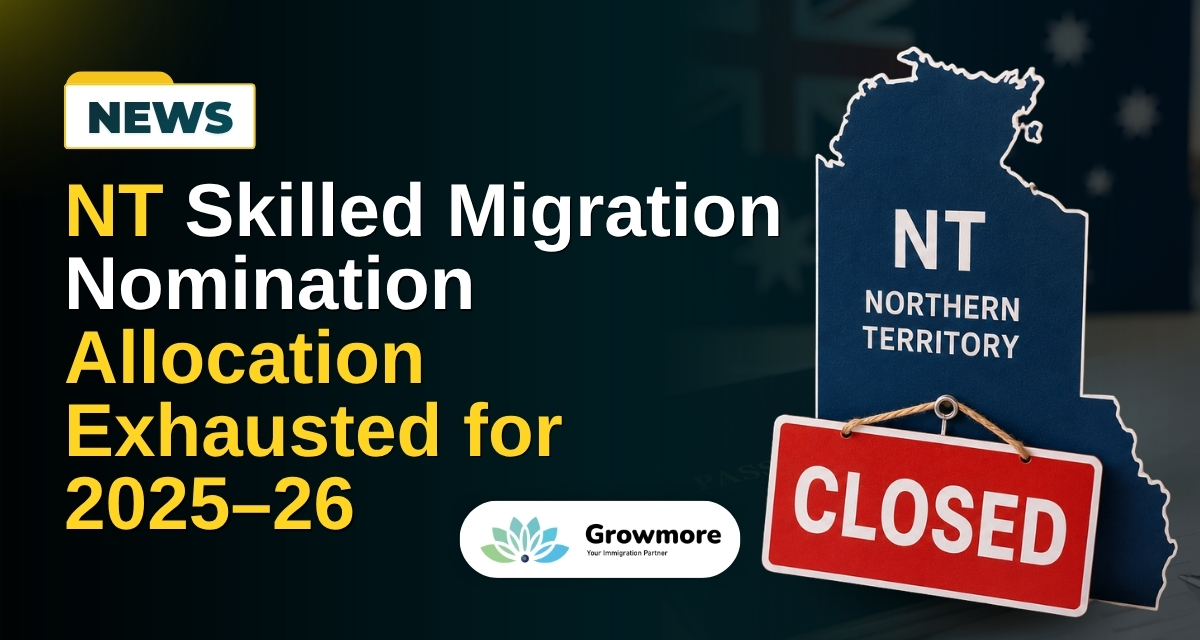 NEWS
NT Skilled Migration
Nomination
Allocation
Exhausted for
2025–26
Growmore
Your Immigration Partner
NT
NORTHERN
TERRITORY
CLOSED